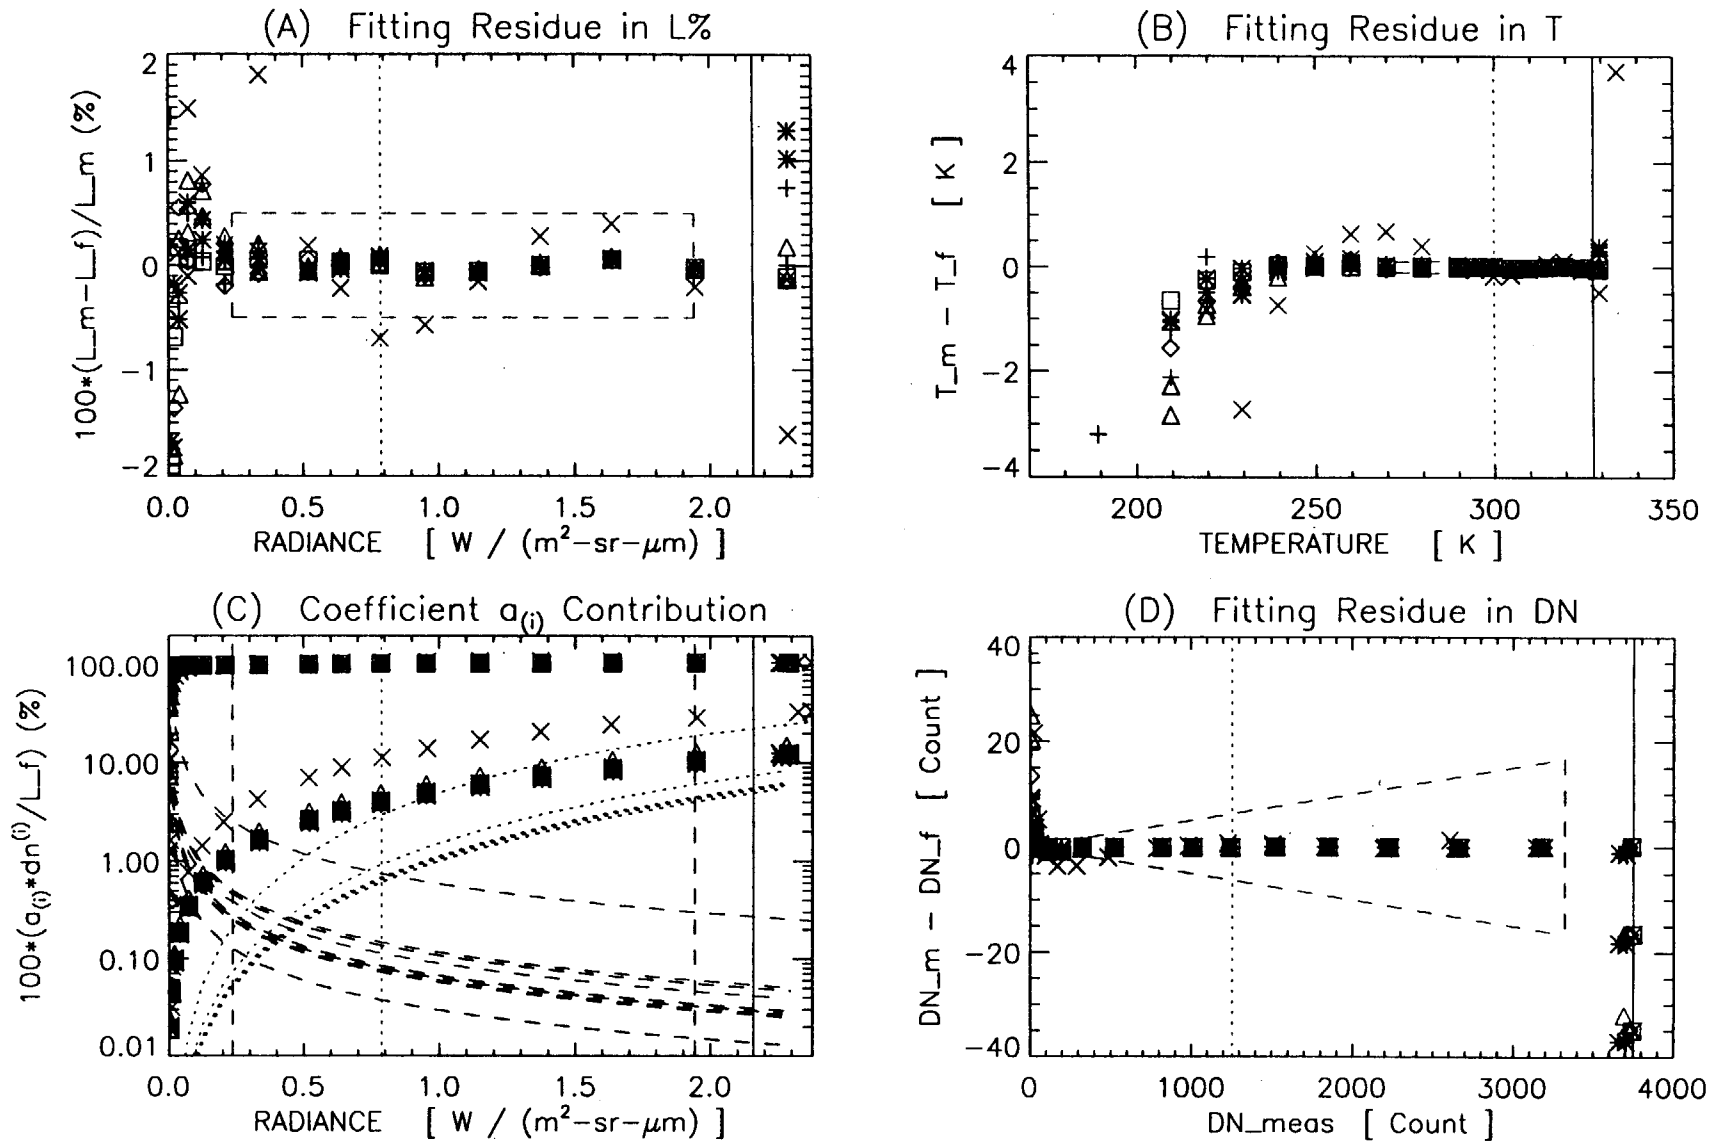 (A) Fitting Residue in L%
100*(L_m-L_f)/L_m (%)
2
1
0
-1
-2
0.0 0.5 1.0 1.5 2.0
RADIANCE [ W / (m²-sr-μm) ]
(B) Fitting Residue in T
T_m - T_f [ K ]
4
2
0
-2
-4
200 250 300 350
TEMPERATURE [ K ]
(C) Coefficient a(i) Contribution
100*(a(i)*dn(i)/L_f) (%)
100.00
10.00
1.00
0.10
0.01
0.0 0.5 1.0 1.5 2.0
RADIANCE [ W / (m²-sr-μm) ]
(D) Fitting Residue in DN
DN_m - DN_f [ Count ]
40
20
0
-20
-40
0 1000 2000 3000 4000
DN_meas [ Count ]